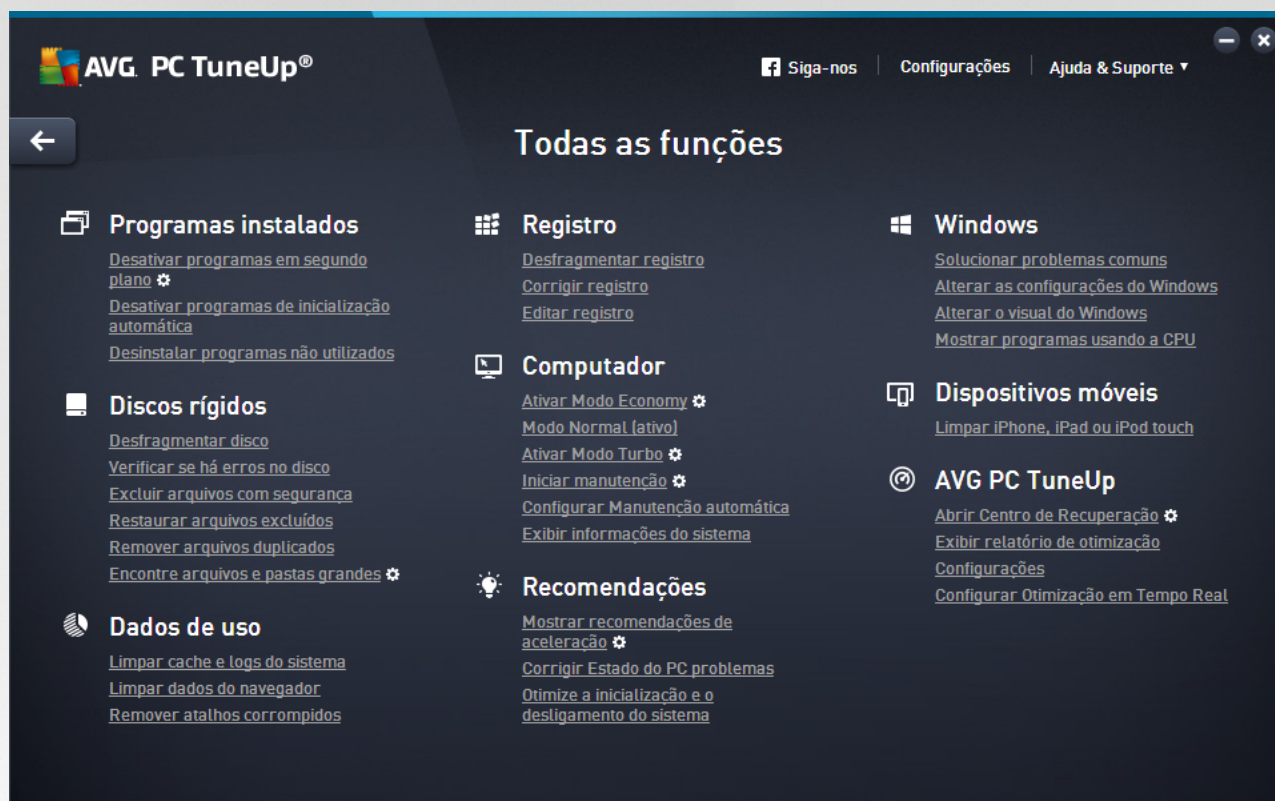 AVG. PC TuneUp®
Siga-nos
Configurações
Ajuda & Suporte
Todas as funções
Programas instalados
Desativar programas em segundo
plano
Desativar programas de inicialização
automática
Desinstalar programas não utilizados
Discos rígidos
Desfragmentar disco
Verificar se há erros no disco
Excluir arquivos com segurança
Restaurar arquivos excluídos
Remover arquivos duplicados
Encontre arquivos e pastas grandes
Dados de uso
Limpar cache e logs do sistema
Limpar dados do navegador
Remover atalhos corrompidos
Registro
Desfragmentar registro
Corrigir registro
Editar registro
Computador
Ativar Modo Economy
Modo Normal (ativo)
Ativar Modo Turbo
Iniciar manutenção
Configurar Manutenção automática
Exibir informações do sistema
Recomendações
Mostrar recomendações de
aceleração
Corrigir Estado do PC problemas
Otimize a inicialização e o
desligamento do sistema
Windows
Solucionar problemas comuns
Alterar as configurações do Windows
Alterar o visual do Windows
Mostrar programas usando a CPU
Dispositivos móveis
Limpar iPhone, iPad ou iPod touch
AVG PC TuneUp
Abrir Centro de Recuperação
Exibir relatório de otimização
Configurações
Configurar Otimização em Tempo Real